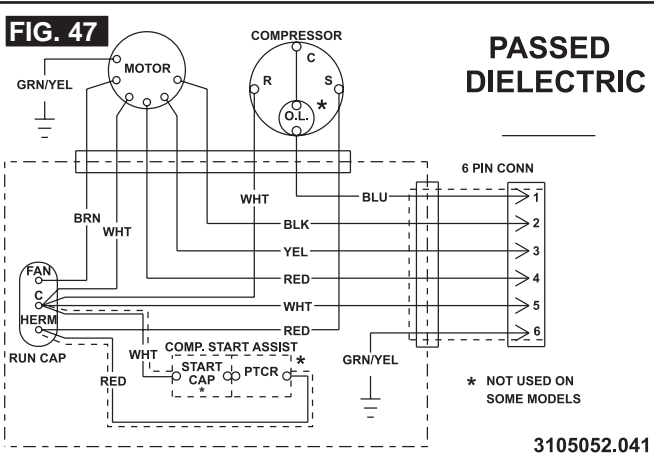 FIG. 47
COMPRESSOR
PASSED
DIELECTRIC
MOTOR
C
R
S
GRN/YEL
O.L.
*
6 PIN CONN
WHT
BLU
1
BRN
WHT
BLK
2
YEL
3
FAN
RED
4
C
WHT
5
HERM
RED
6
RUN CAP
WHT
COMP. START ASSIST
*
GRN/YEL
RED
START
CAP
*
PTCR
* NOT USED ON
SOME MODELS
3105052.041